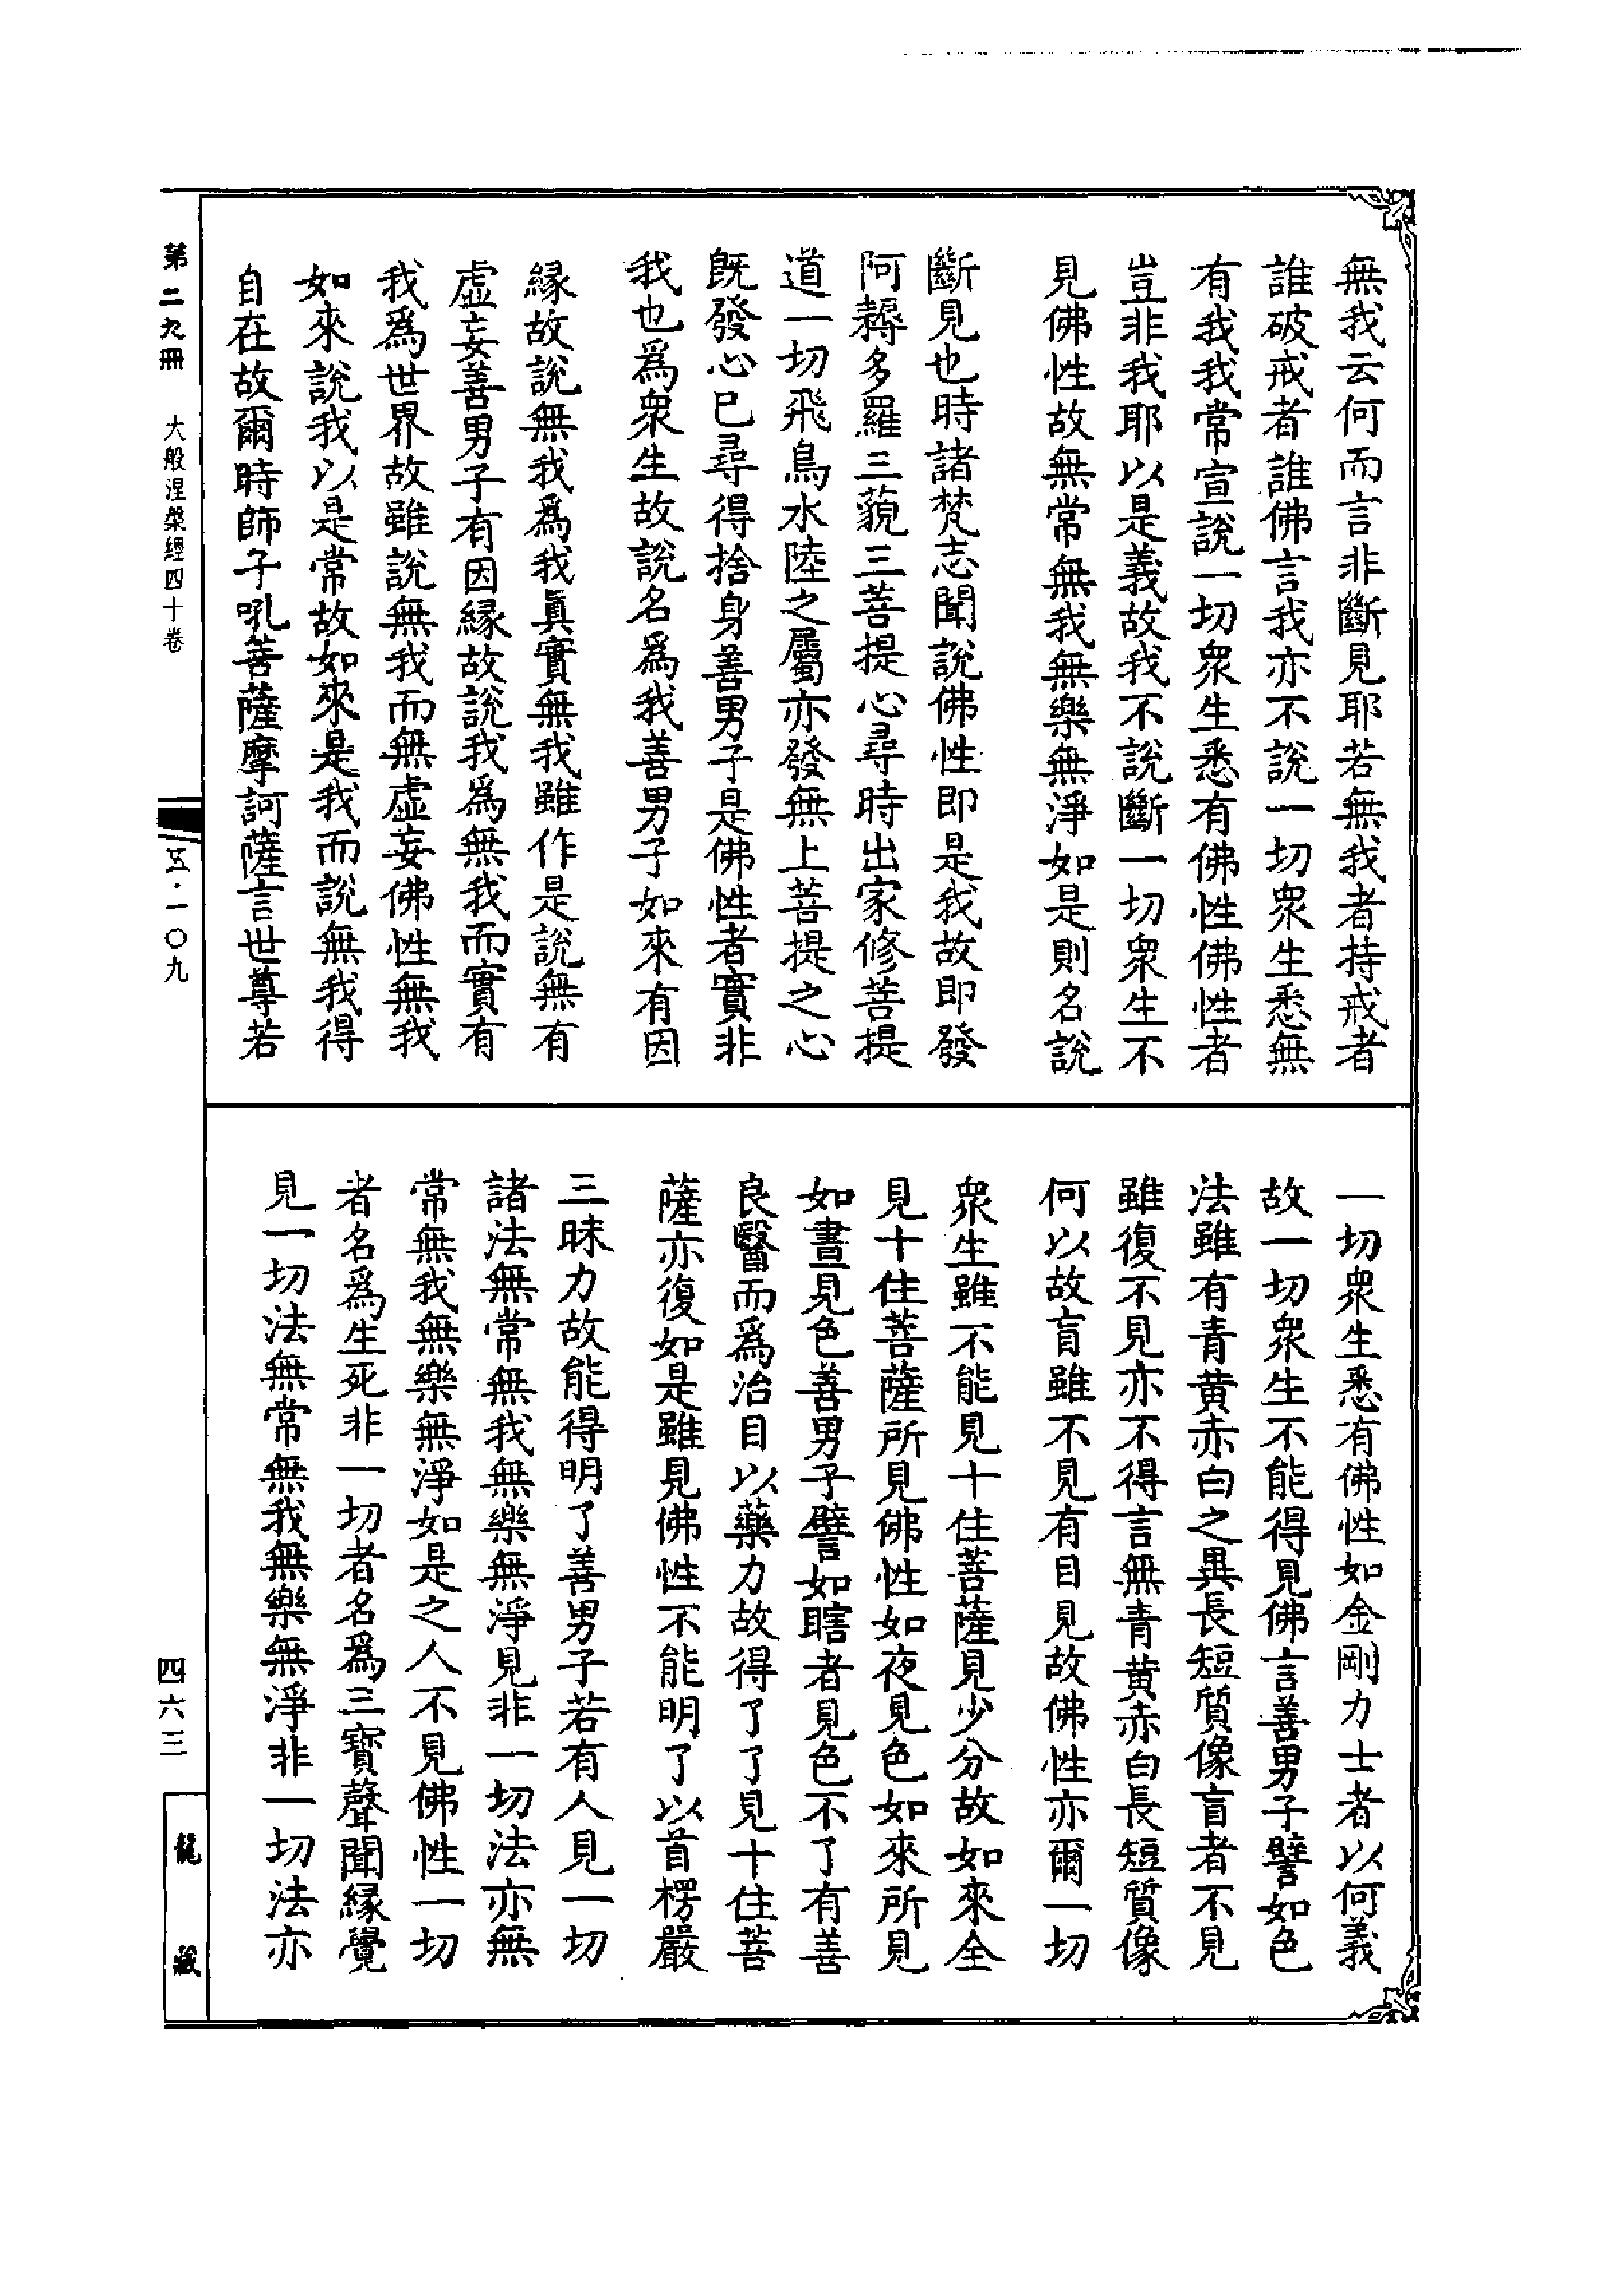 無我云何而言非斷見耶若無我者持戒者
誰破戒者誰佛言我亦不說一切衆生悉無
有我我常宣說一切衆生悉有佛性佛性者
豈非我耶以是義故我不說斷一切衆生不
見佛性故無常無我無樂無淨如是則名說
斷見也時諸梵志聞說佛性即是我故即發
阿耨多羅三藐三菩提心尋時出家修菩提
道一切飛鳥水陸之屬亦發無上菩提之心
既發心已尋得捨身善男子是佛性者實非
我也爲衆生故說名爲我善男子如來有因
緣故說無我爲我眞實無我雖作是說無有
虛妄善男子有因緣故說我爲無我而實有
我爲世界故雖說無我而無虛妄佛性無我
如來說我以是常故如來是我而說無我得
自在故爾時師子吼菩薩摩訶薩言世尊若
一切衆生悉有佛性如金剛力士者以何義
故一切衆生不能得見佛言善男子譬如色
法雖有青黄赤白之異長短質像盲者不見
雖復不見亦不得言無青黄赤白長短質像
何以故盲雖不見有目見故佛性亦爾一切
衆生雖不能見十住菩薩見少分故如來全
見十住菩薩所見佛性如夜見色如來所見
如晝見色善男子譬如瞎者見色不了有善
良醫而爲治目以藥力故得了了見十住菩
薩亦復如是雖見佛性不能明了以首楞嚴
三昧力故能得明了善男子若有人見一切
諸法無常無我無樂無淨見非一切法亦無
常無我無樂無淨如是之人不見佛性一切
者名爲生死非一切者名爲三寶聲聞緣覺
見一切法無常無我無樂無淨非一切法亦
第二九冊 大般涅槃經四十卷
五·一〇九
四六三
龍藏